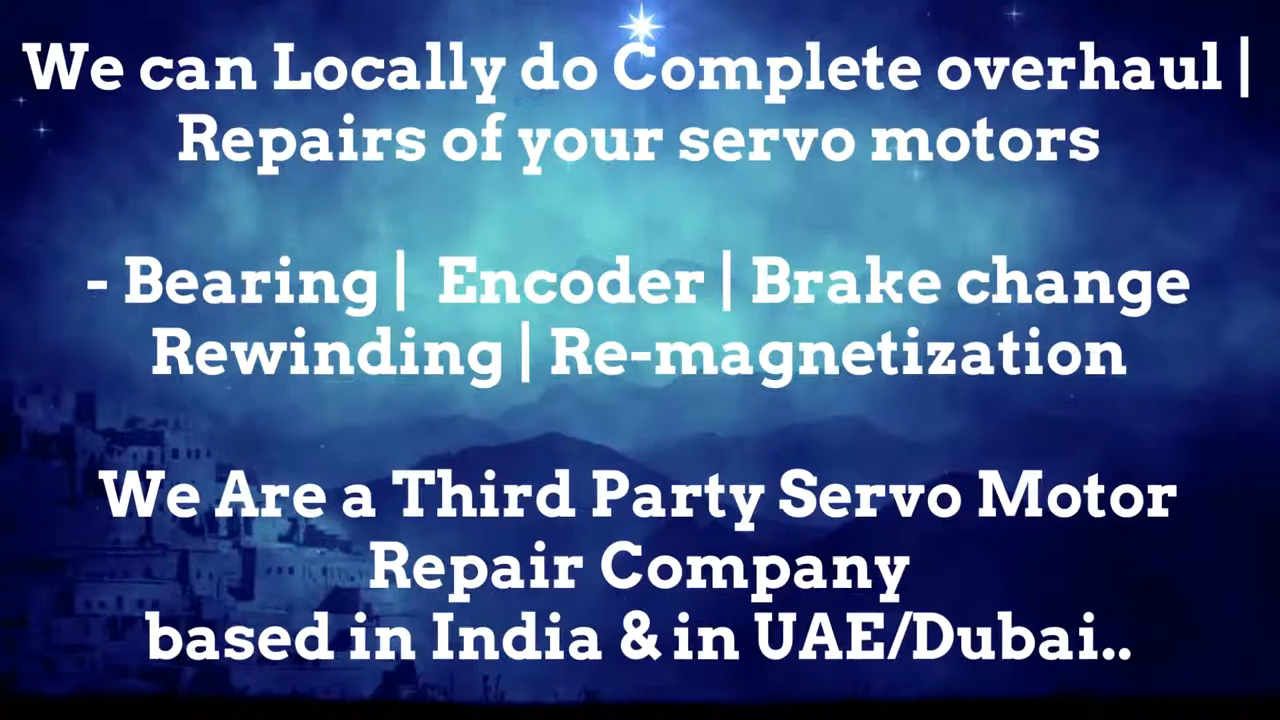 We can Locally do Complete overhaul |
Repairs of your servo motors
- Bearing | Encoder | Brake change
Rewinding | Re-magnetization
We Are a Third Party Servo Motor
Repair Company
based in India & in UAE/Dubai..